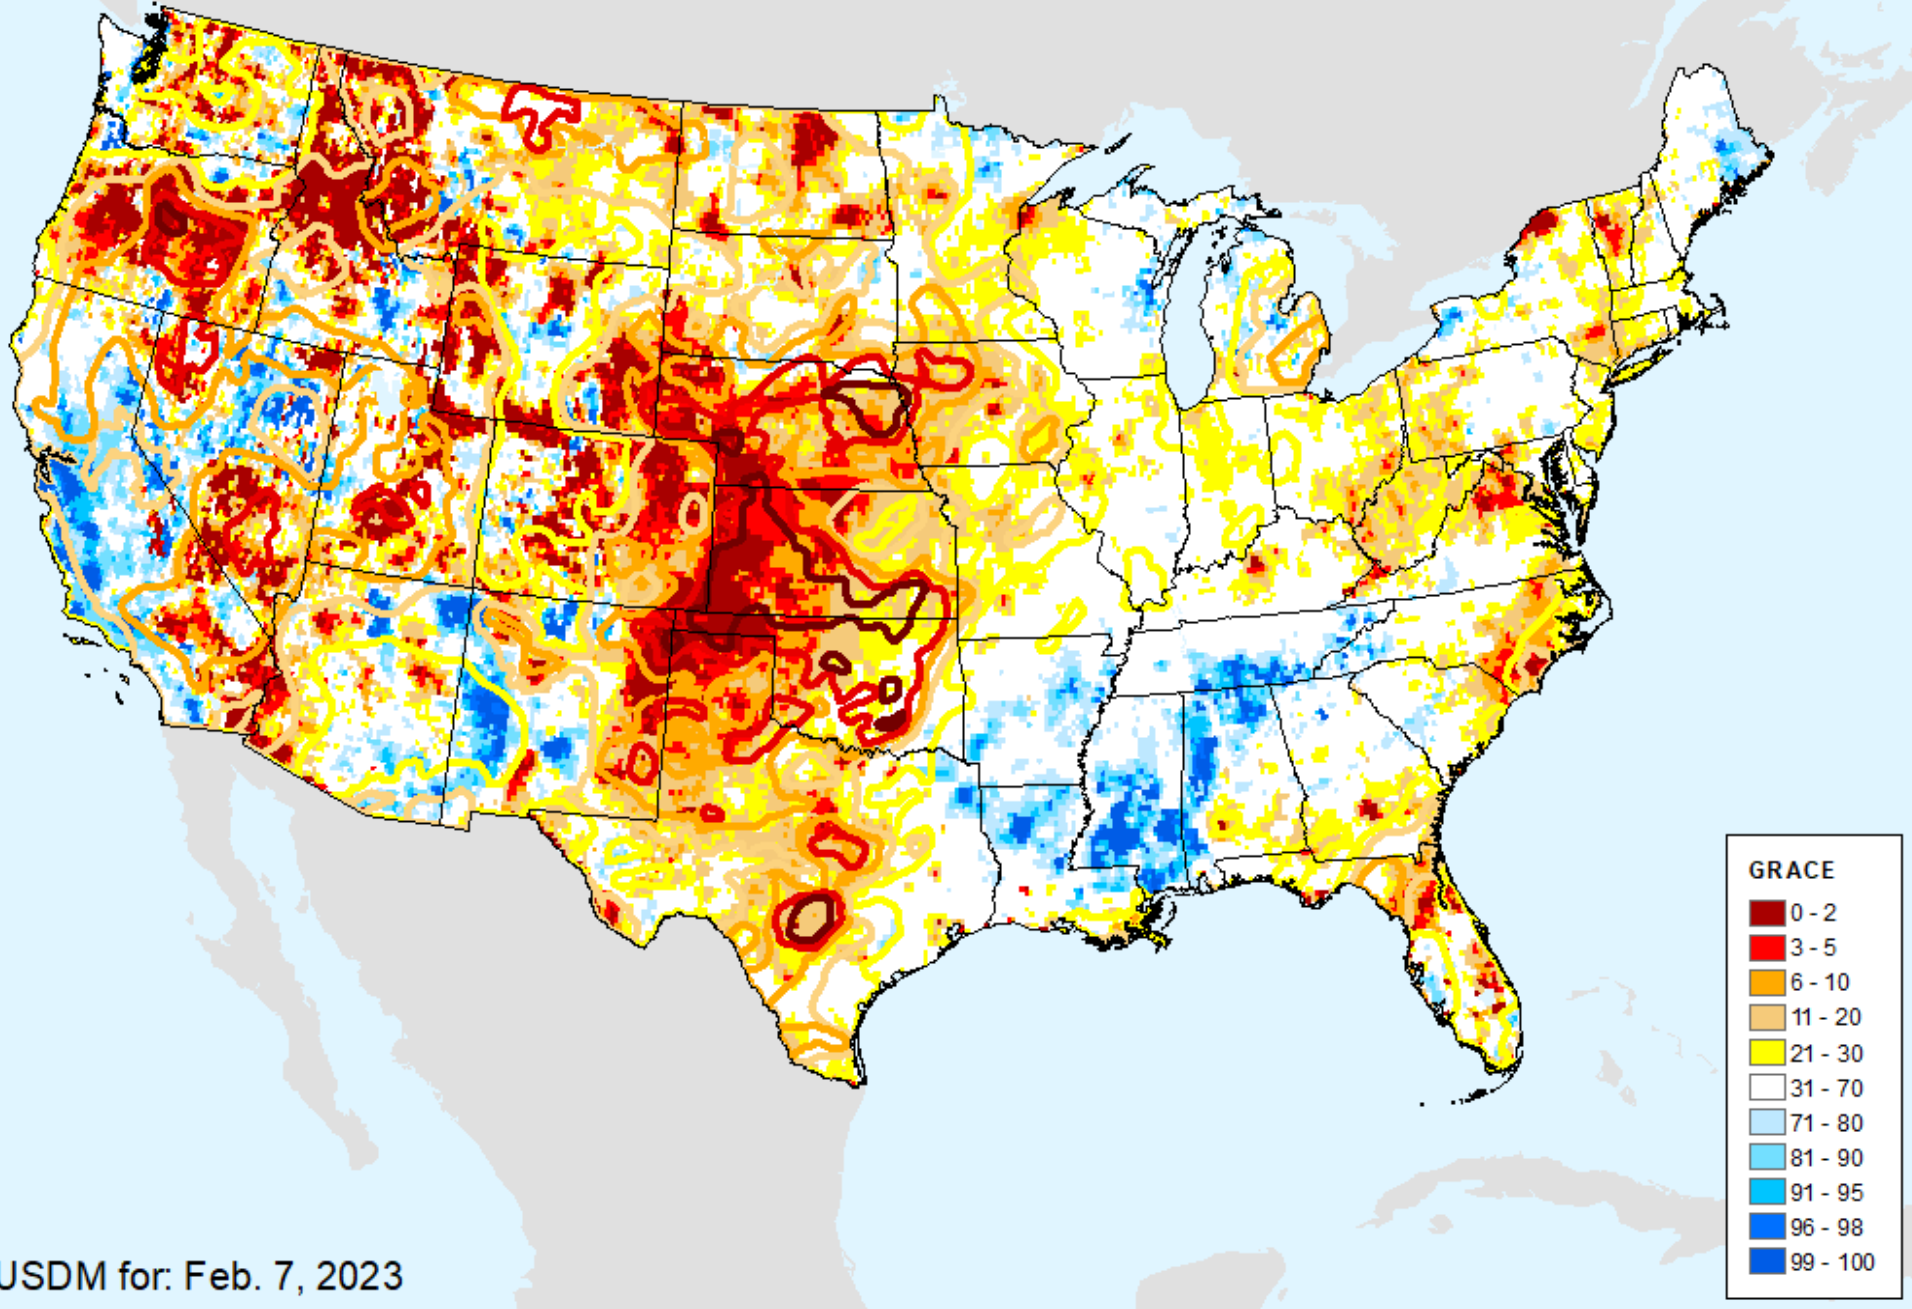 GRACE
0 - 2
3 - 5
6 - 10
11 - 20
21 - 30
31 - 70
71 - 80
81 - 90
91 - 95
96 - 98
99 - 100
USDM for: Feb. 7, 2023